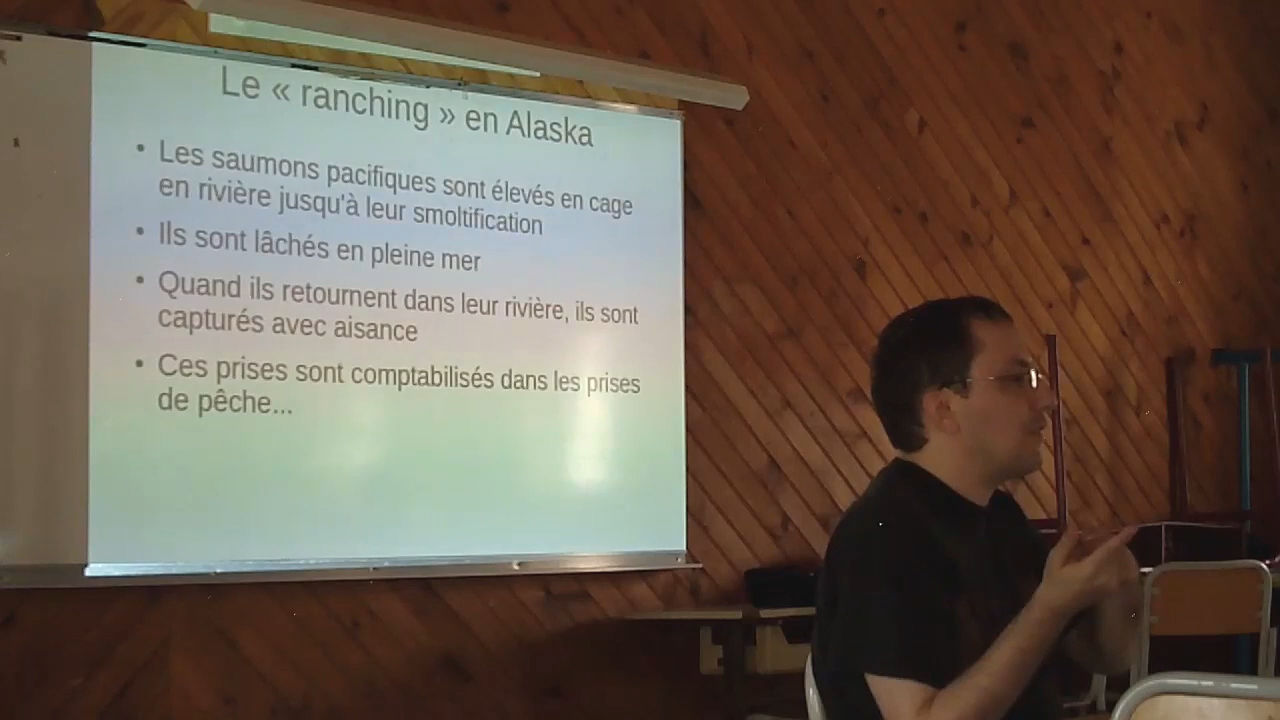 Le « ranching » en Alaska
• Les saumons pacifiques sont élevés en cage
en rivière jusqu'à leur smoltification
• Ils sont lâchés en pleine mer
• Quand ils retournent dans leur rivière, ils sont
capturés avec aisance
• Ces prises sont comptabilisés dans les prises
de pêche...